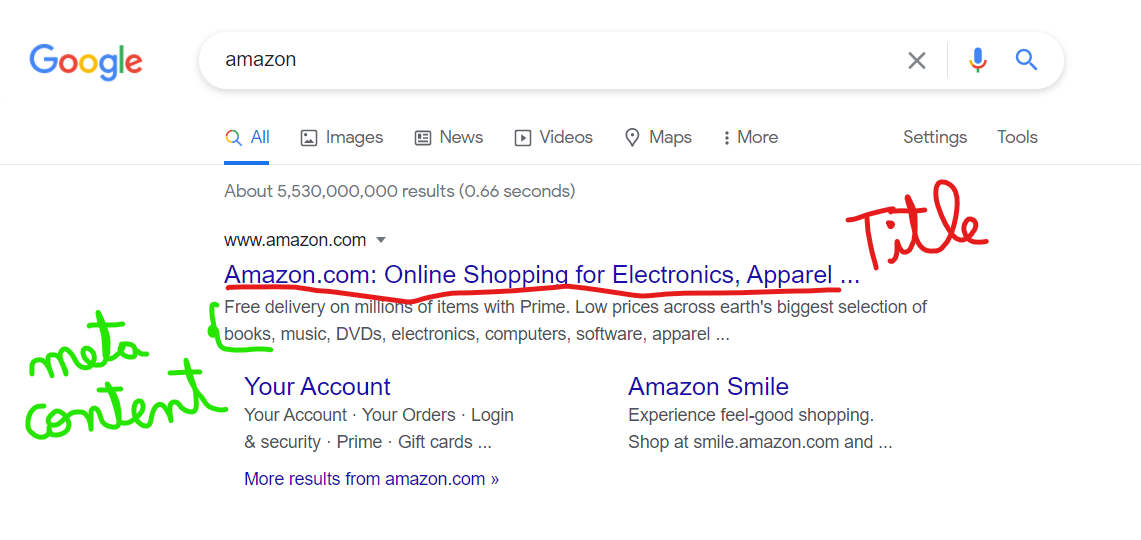 Google
amazon
All Images News Videos Maps More Settings Tools
About 5,530,000,000 results (0.66 seconds)
Title
www.amazon.com
Amazon.com: Online Shopping for Electronics, Apparel ...
Free delivery on millions of items with Prime. Low prices across earth's biggest selection of
books, music, DVDs, electronics, computers, software, apparel ...
meta
content
Your Account
Your Account · Your Orders · Login
& security · Prime · Gift cards ...
Amazon Smile
Experience feel-good shopping.
Shop at smile.amazon.com and ...
More results from amazon.com »